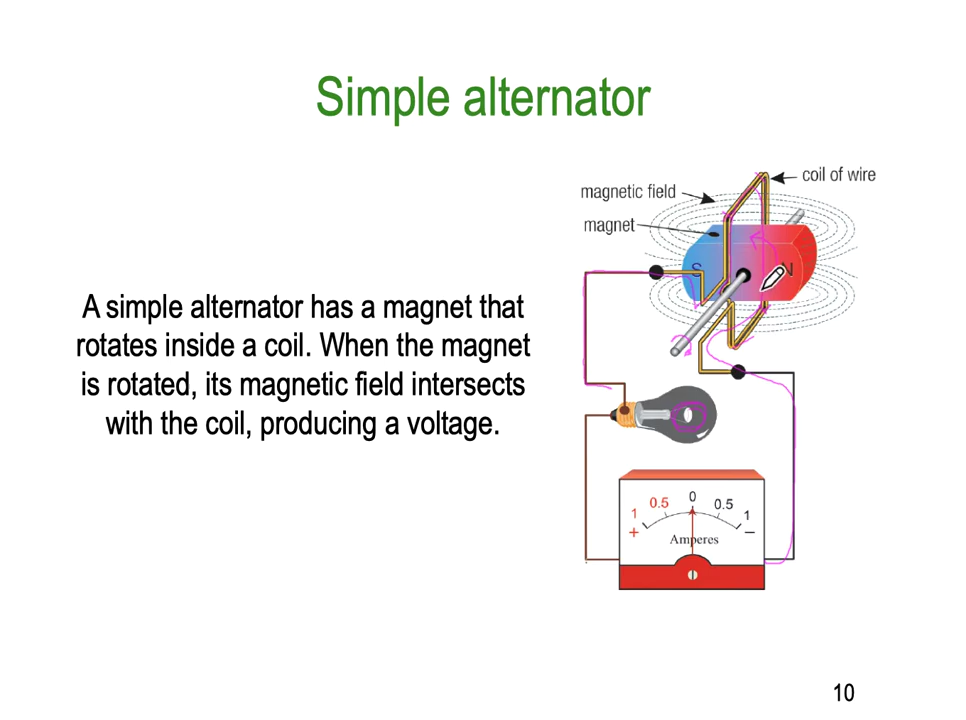 Simple alternator
A simple alternator has a magnet that
rotates inside a coil. When the magnet
is rotated, its magnetic field intersects
with the coil, producing a voltage.
coil of wire
magnetic field
magnet
S
N
0
0.5
0.5
1
1
+
−
Amperes
10